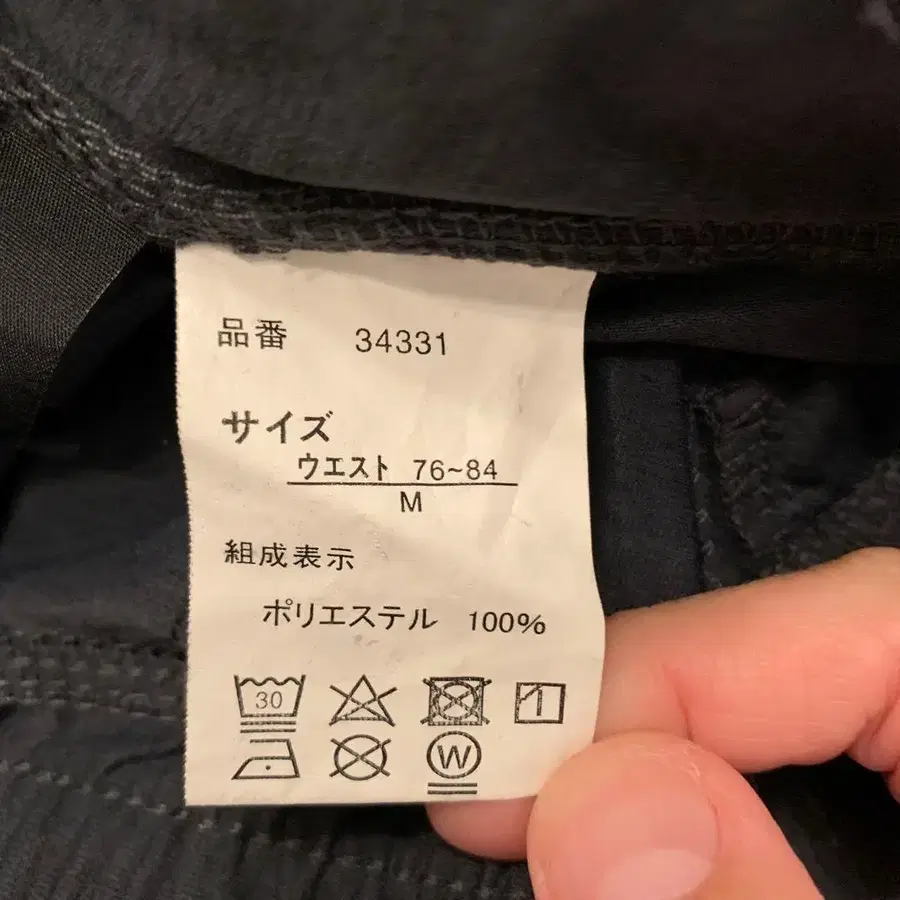 品番 34331
サイズ
ウエスト 76~84
M
組成表示
ポリエステル 100%
30
W